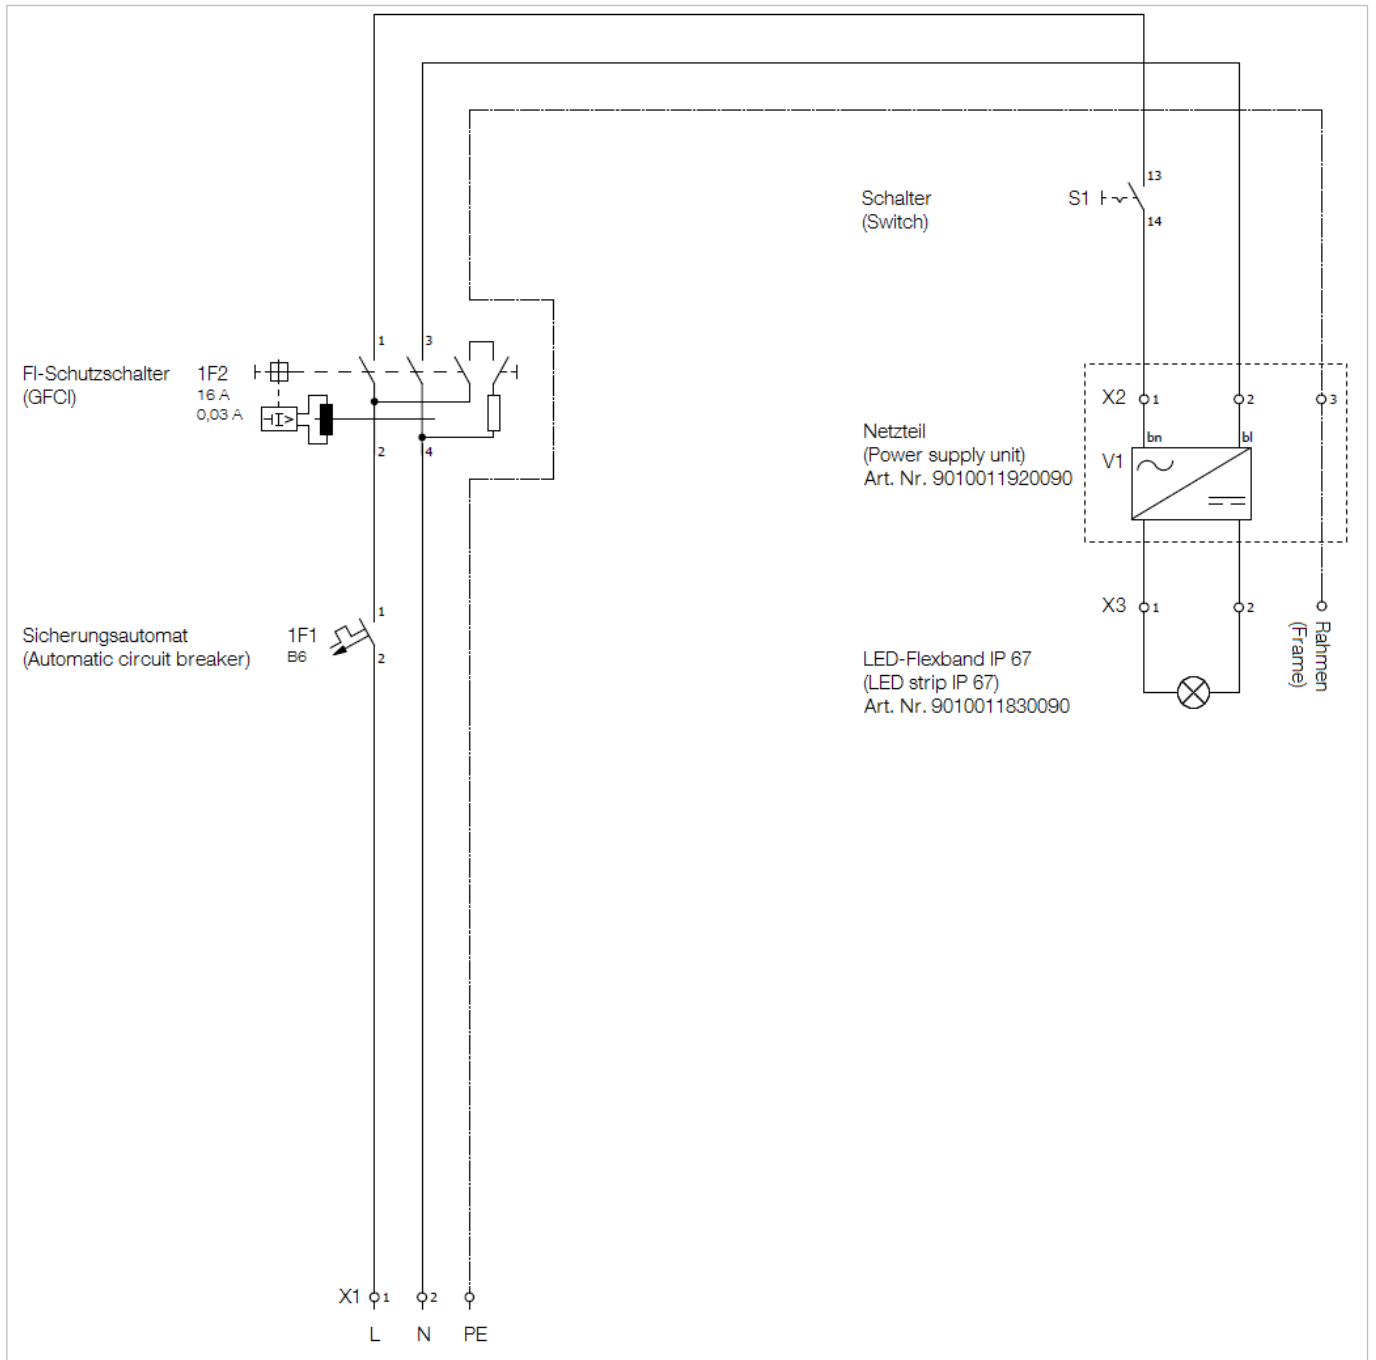 13
Schalter
(Switch)
S1
14
1
3
FI-Schutzschalter
(GFCI)
1F2
16 A
0,03 A
I>
2
4
X2
1
2
3
Netzteil
(Power supply unit)
Art. Nr. 9010011920090
bn
bl
V1
Sicherungsautomat
(Automatic circuit breaker)
1F1
B6
1
2
X3
1
2
Rahmen
(Frame)
LED-Flexband IP 67
(LED strip IP 67)
Art. Nr. 9010011830090
X1
1
2
L
N
PE